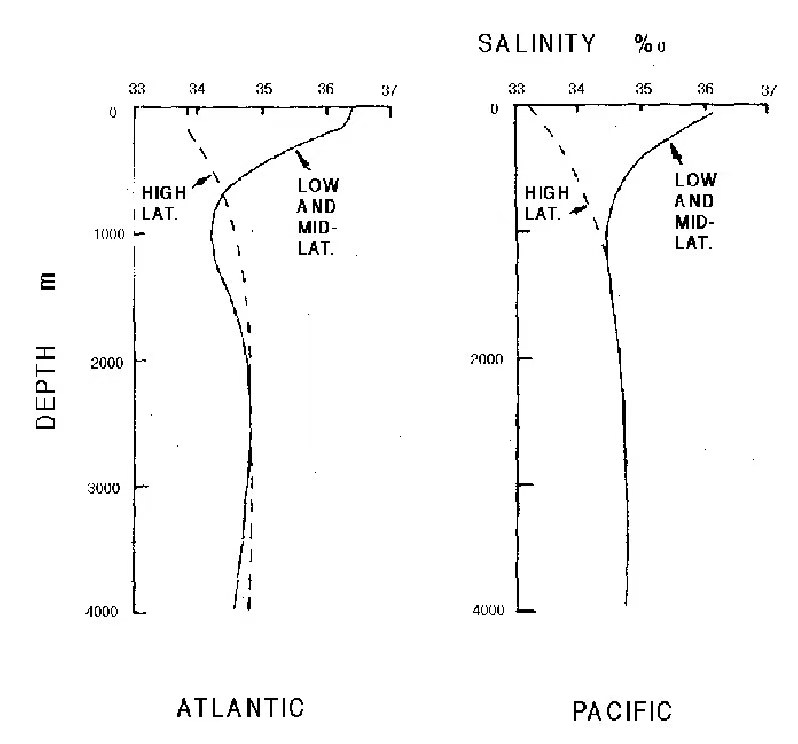 SALINITY ‰
33 34 35 36 37
33 34 35 36 37
0
0
HIGH
LAT.
LOW
AND
MID-
LAT.
HIGH
LAT.
LOW
AND
MID-
LAT.
1000
DEPTH m
2000
2000
3000
4000
4000
ATLANTIC
PACIFIC